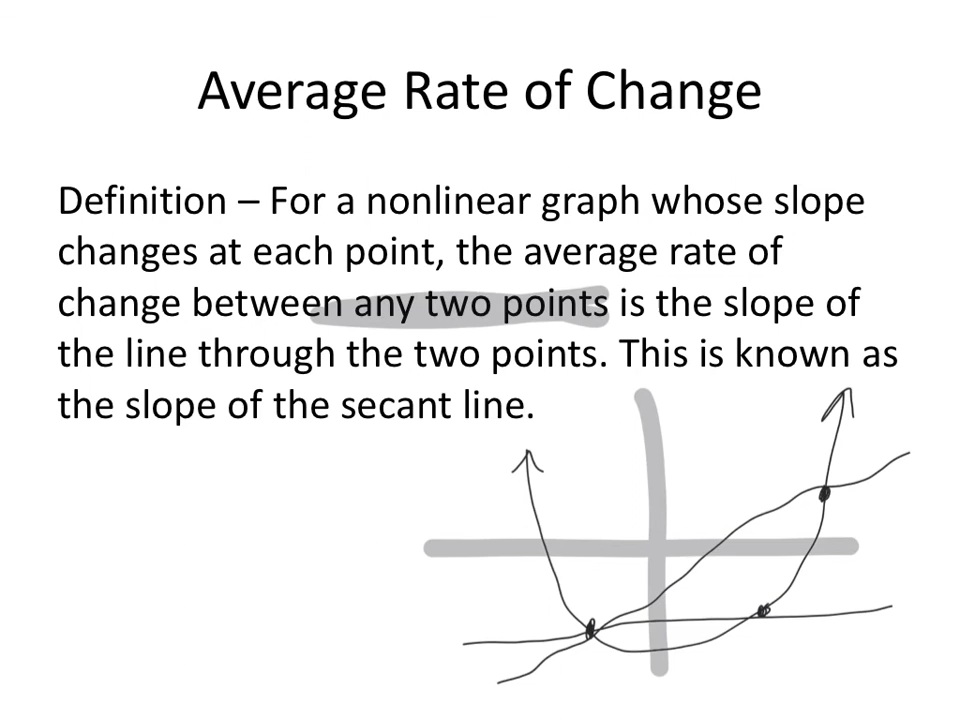 Average Rate of Change
Definition – For a nonlinear graph whose slope
changes at each point, the average rate of
change between any two points is the slope of
the line through the two points. This is known as
the slope of the secant line.